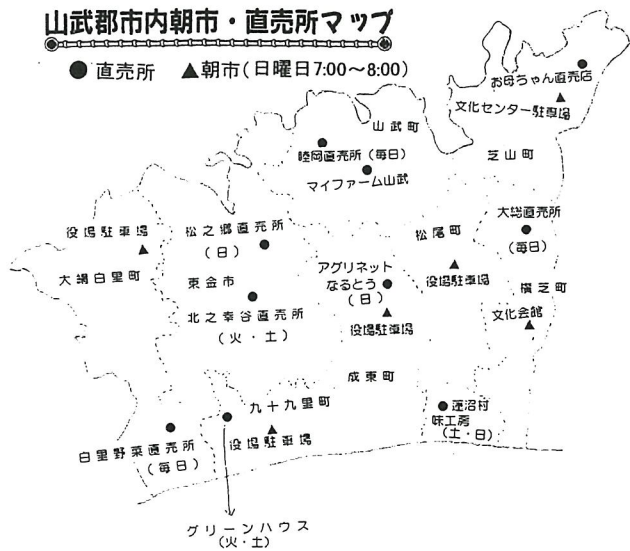 山武郡市内朝市・直売所マップ
● 直売所 ▲朝市(日曜日7:00〜8:00)
お母ちゃん直売店
文化センター駐車場
山武町
睦岡直売所(毎日)
芝山町
マイファーム山武
役場駐車場
松之郷直売所
(日)
松尾町
大総直売所
(毎日)
大網白里町
東金市
アグリネット
なるとう
(日)
役場駐車場
横芝町
北之幸谷直売所
(火・土)
役場駐車場
文化会館
成東町
九十九里町
蓮沼村
味工房
(土・日)
白里野菜直売所
(毎日)
役場駐車場
グリーンハウス
(火・土)